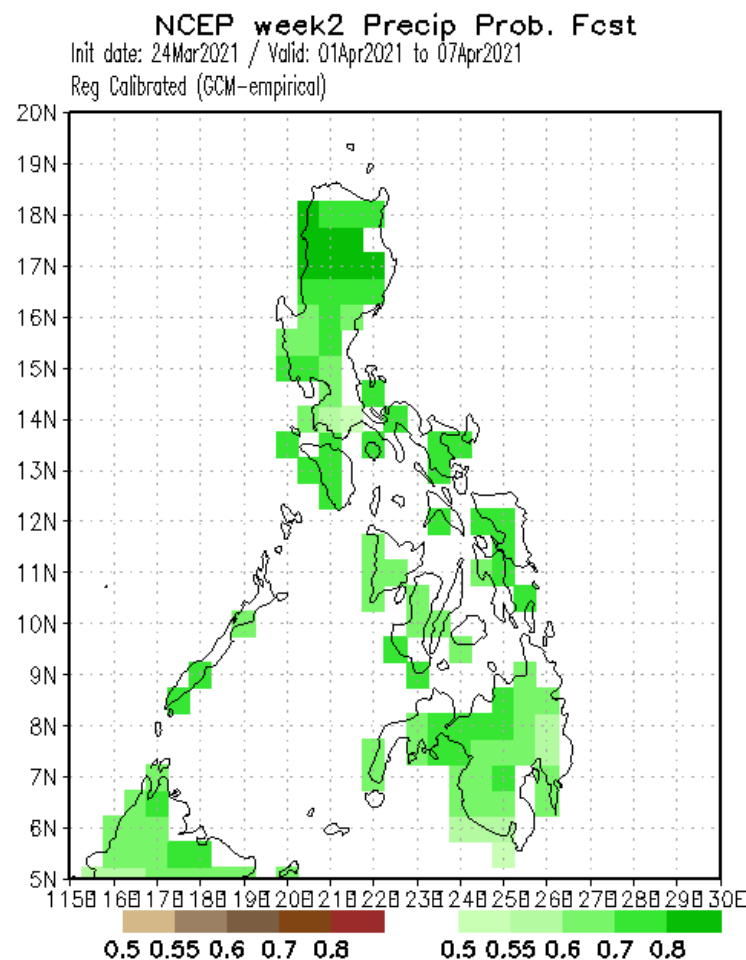 NCEP week2 Precip Prob. Fcst
Init date: 24Mar2021 / Valid: 01Apr2021 to 07Apr2021
Reg Calibrated (GCM-empirical)
20N
19N
18N
17N
16N
15N
14N
13N
12N
11N
10N
9N
8N
7N
6N
5N
0.5 0.55 0.6 0.7 0.8 0.5 0.55 0.6 0.7 0.8